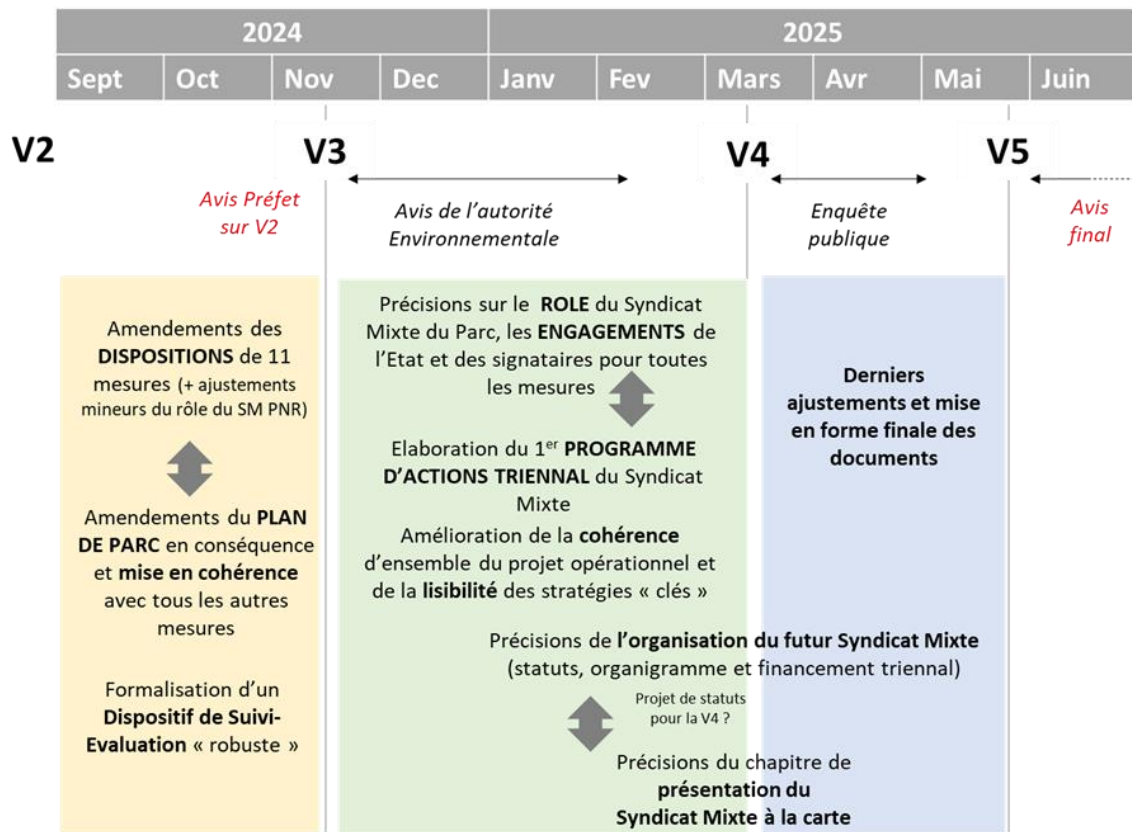 2024
2025
Sept
Oct
Nov
Dec
Janv
Fev
Mars
Avr
Mai
Juin
V2
V3
V4
V5
Avis Préfet
sur V2
Avis de l'autorité
Environnementale
Enquête
publique
Avis
final
Amendements des
DISPOSITIONS de 11
mesures (+ ajustements
mineurs du rôle du SM PNR)
Amendements du PLAN
DE PARC en conséquence
et mise en cohérence
avec tous les autres
mesures
Formalisation d'un
Dispositif de Suivi-
Evaluation « robuste »
Précisions sur le ROLE du Syndicat
Mixte du Parc, les ENGAGEMENTS de
l'Etat et des signataires pour toutes
les mesures
Elaboration du 1er PROGRAMME
D'ACTIONS TRIENNAL du Syndicat
Mixte
Amélioration de la cohérence
d'ensemble du projet opérationnel et
de la lisibilité des stratégies « clés »
Précisions de l'organisation du futur Syndicat Mixte
(statuts, organigramme et financement triennal)
Projet de statuts
pour la V4 ?
Précisions du chapitre de
présentation du
Syndicat Mixte à la carte
Derniers
ajustements et mise
en forme finale des
documents